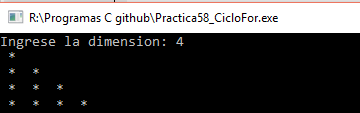 R:\Programas C github\Practica58_CicloFor.exe
Ingrese la dimension: 4
*
* *
* * *
* * * *